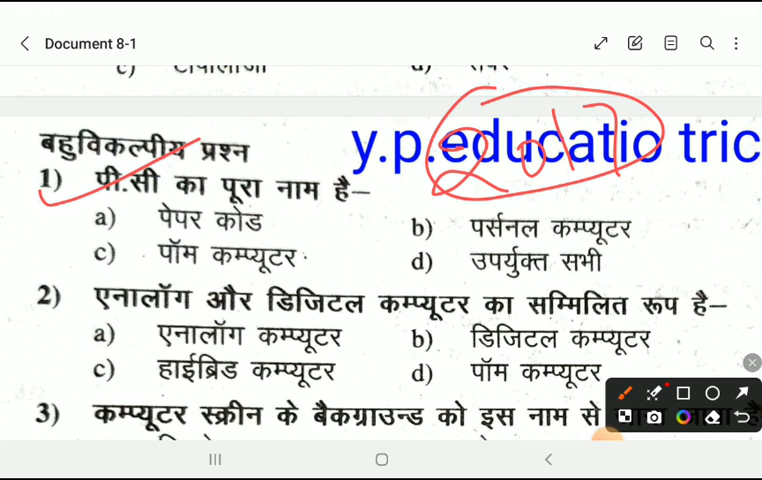 Document 8-1
बहुविकल्पीय प्रश्न
y.p.educatio tric
2017
1) पी.सी का पूरा नाम है–
a) पेपर कोड
b) पर्सनल कम्प्यूटर
c) पॉम कम्प्यूटर
d) उपर्युक्त सभी
2) एनालॉग और डिजिटल कम्प्यूटर का सम्मिलित रूप है–
a) एनालॉग कम्प्यूटर
b) डिजिटल कम्प्यूटर
c) हाईब्रिड कम्प्यूटर
d) पॉम कम्प्यूटर
3) कम्प्यूटर स्क्रीन के बैकग्राउन्ड को इस नाम से